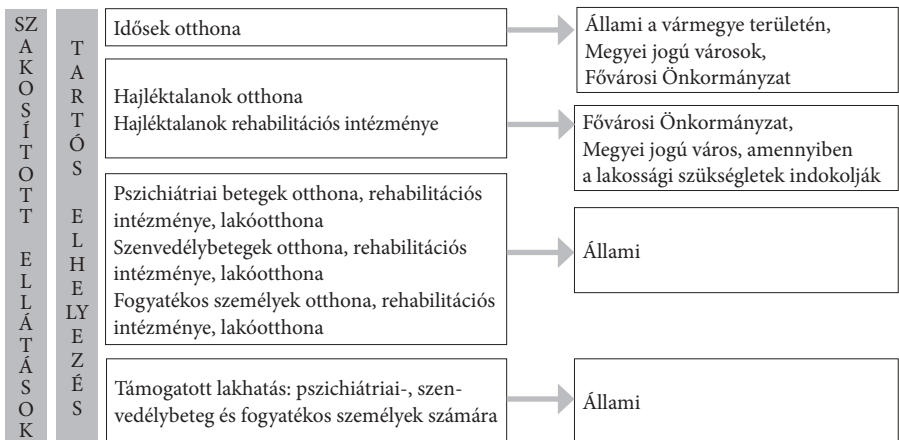 SZAKOSÍTOTT ELLÁTÁSOK
TARTÓS ELHELYEZÉS
Idősek otthona
Állami a vármegye területén,
Megyei jogú városok,
Fővárosi Önkormányzat
Hajléktalanok otthona
Hajléktalanok rehabilitációs intézménye
Fővárosi Önkormányzat,
Megyei jogú város, amennyiben
a lakossági szükségletek indokolják
Pszichiátriai betegek otthona, rehabilitációs
intézménye, lakóotthona
Szenvedélybetegek otthona, rehabilitációs
intézménye, lakóotthona
Fogyatékos személyek otthona, rehabilitációs
intézménye, lakóotthona
Állami
Támogatott lakhatás: pszichiátriai-, szen-
vedélybeteg és fogyatékos személyek számára
Állami